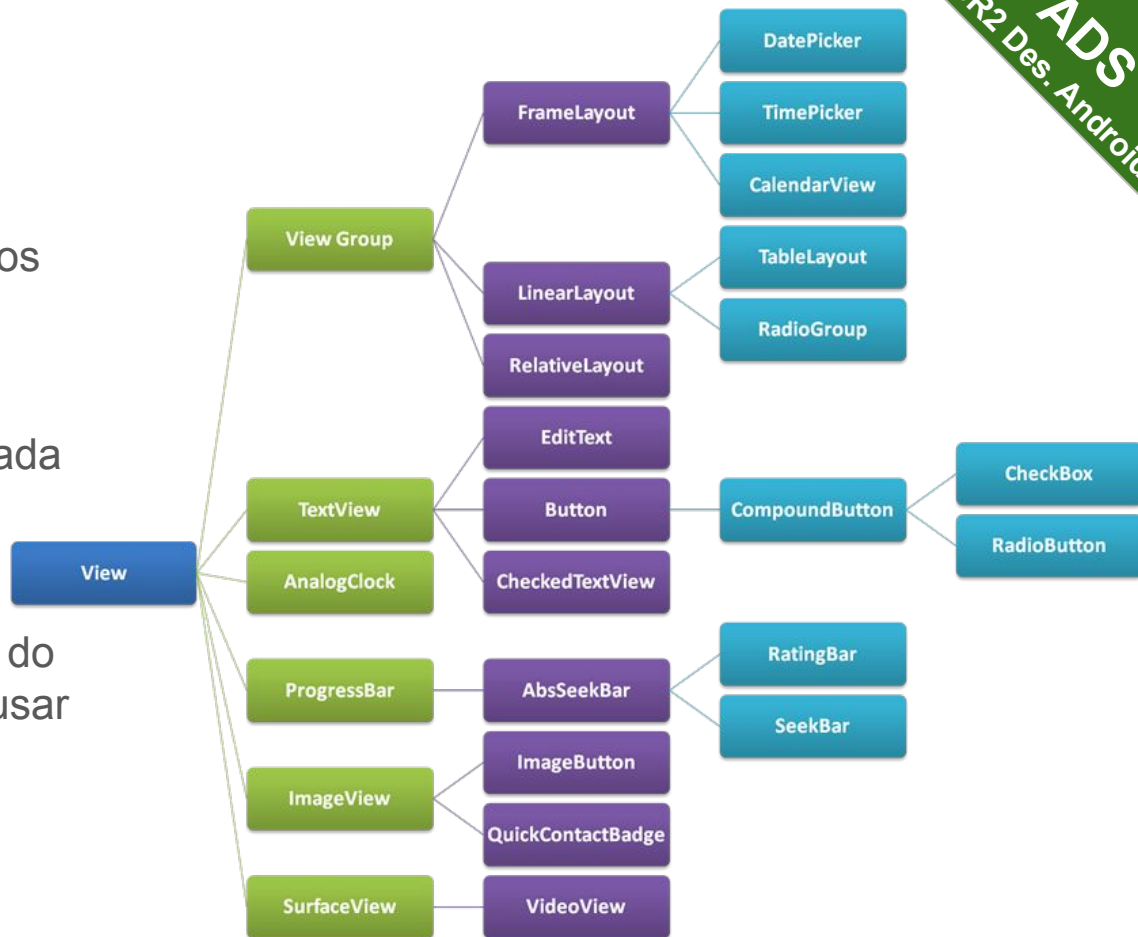 ADS
R2 Des. Android
os
ada
do
usar
View
View Group
FrameLayout
DatePicker
TimePicker
CalendarView
LinearLayout
TableLayout
RadioGroup
RelativeLayout
TextView
EditText
Button
CompoundButton
CheckBox
RadioButton
CheckedTextView
AnalogClock
ProgressBar
AbsSeekBar
RatingBar
SeekBar
ImageView
ImageButton
QuickContactBadge
SurfaceView
VideoView